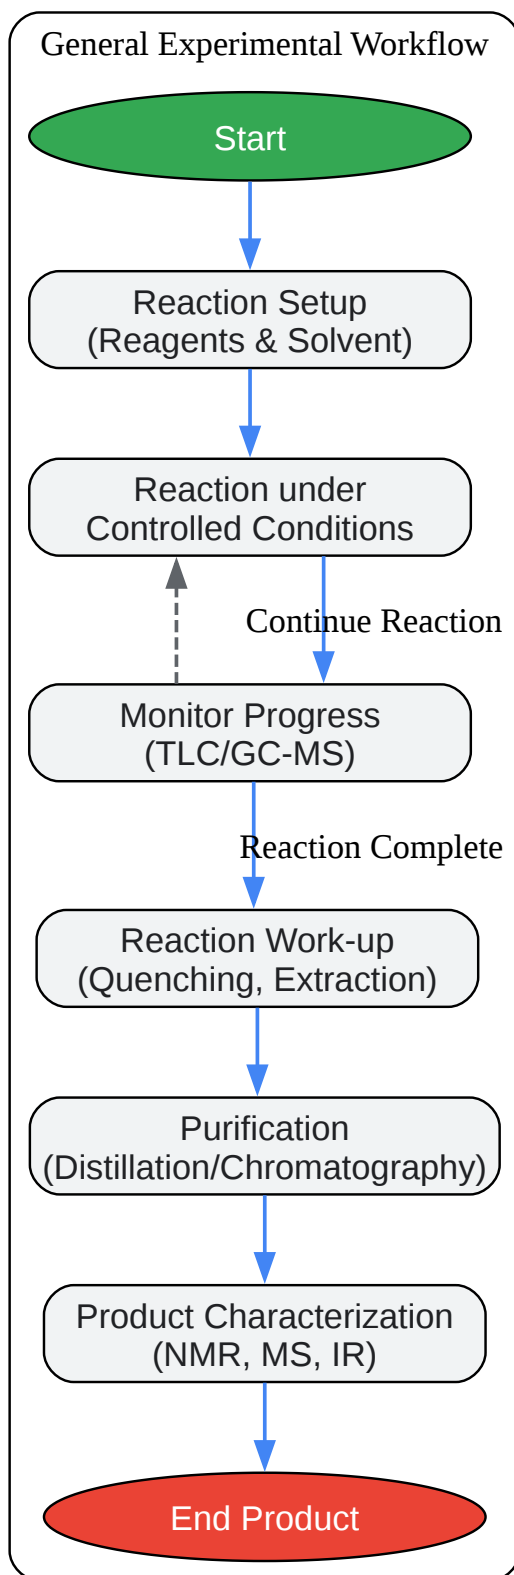 General Experimental Workflow
Start
Reaction Setup
(Reagents & Solvent)
Reaction under
Controlled Conditions
Continue Reaction
Monitor Progress
(TLC/GC-MS)
Reaction Complete
Reaction Work-up
(Quenching, Extraction)
Purification
(Distillation/Chromatography)
Product Characterization
(NMR, MS, IR)
End Product